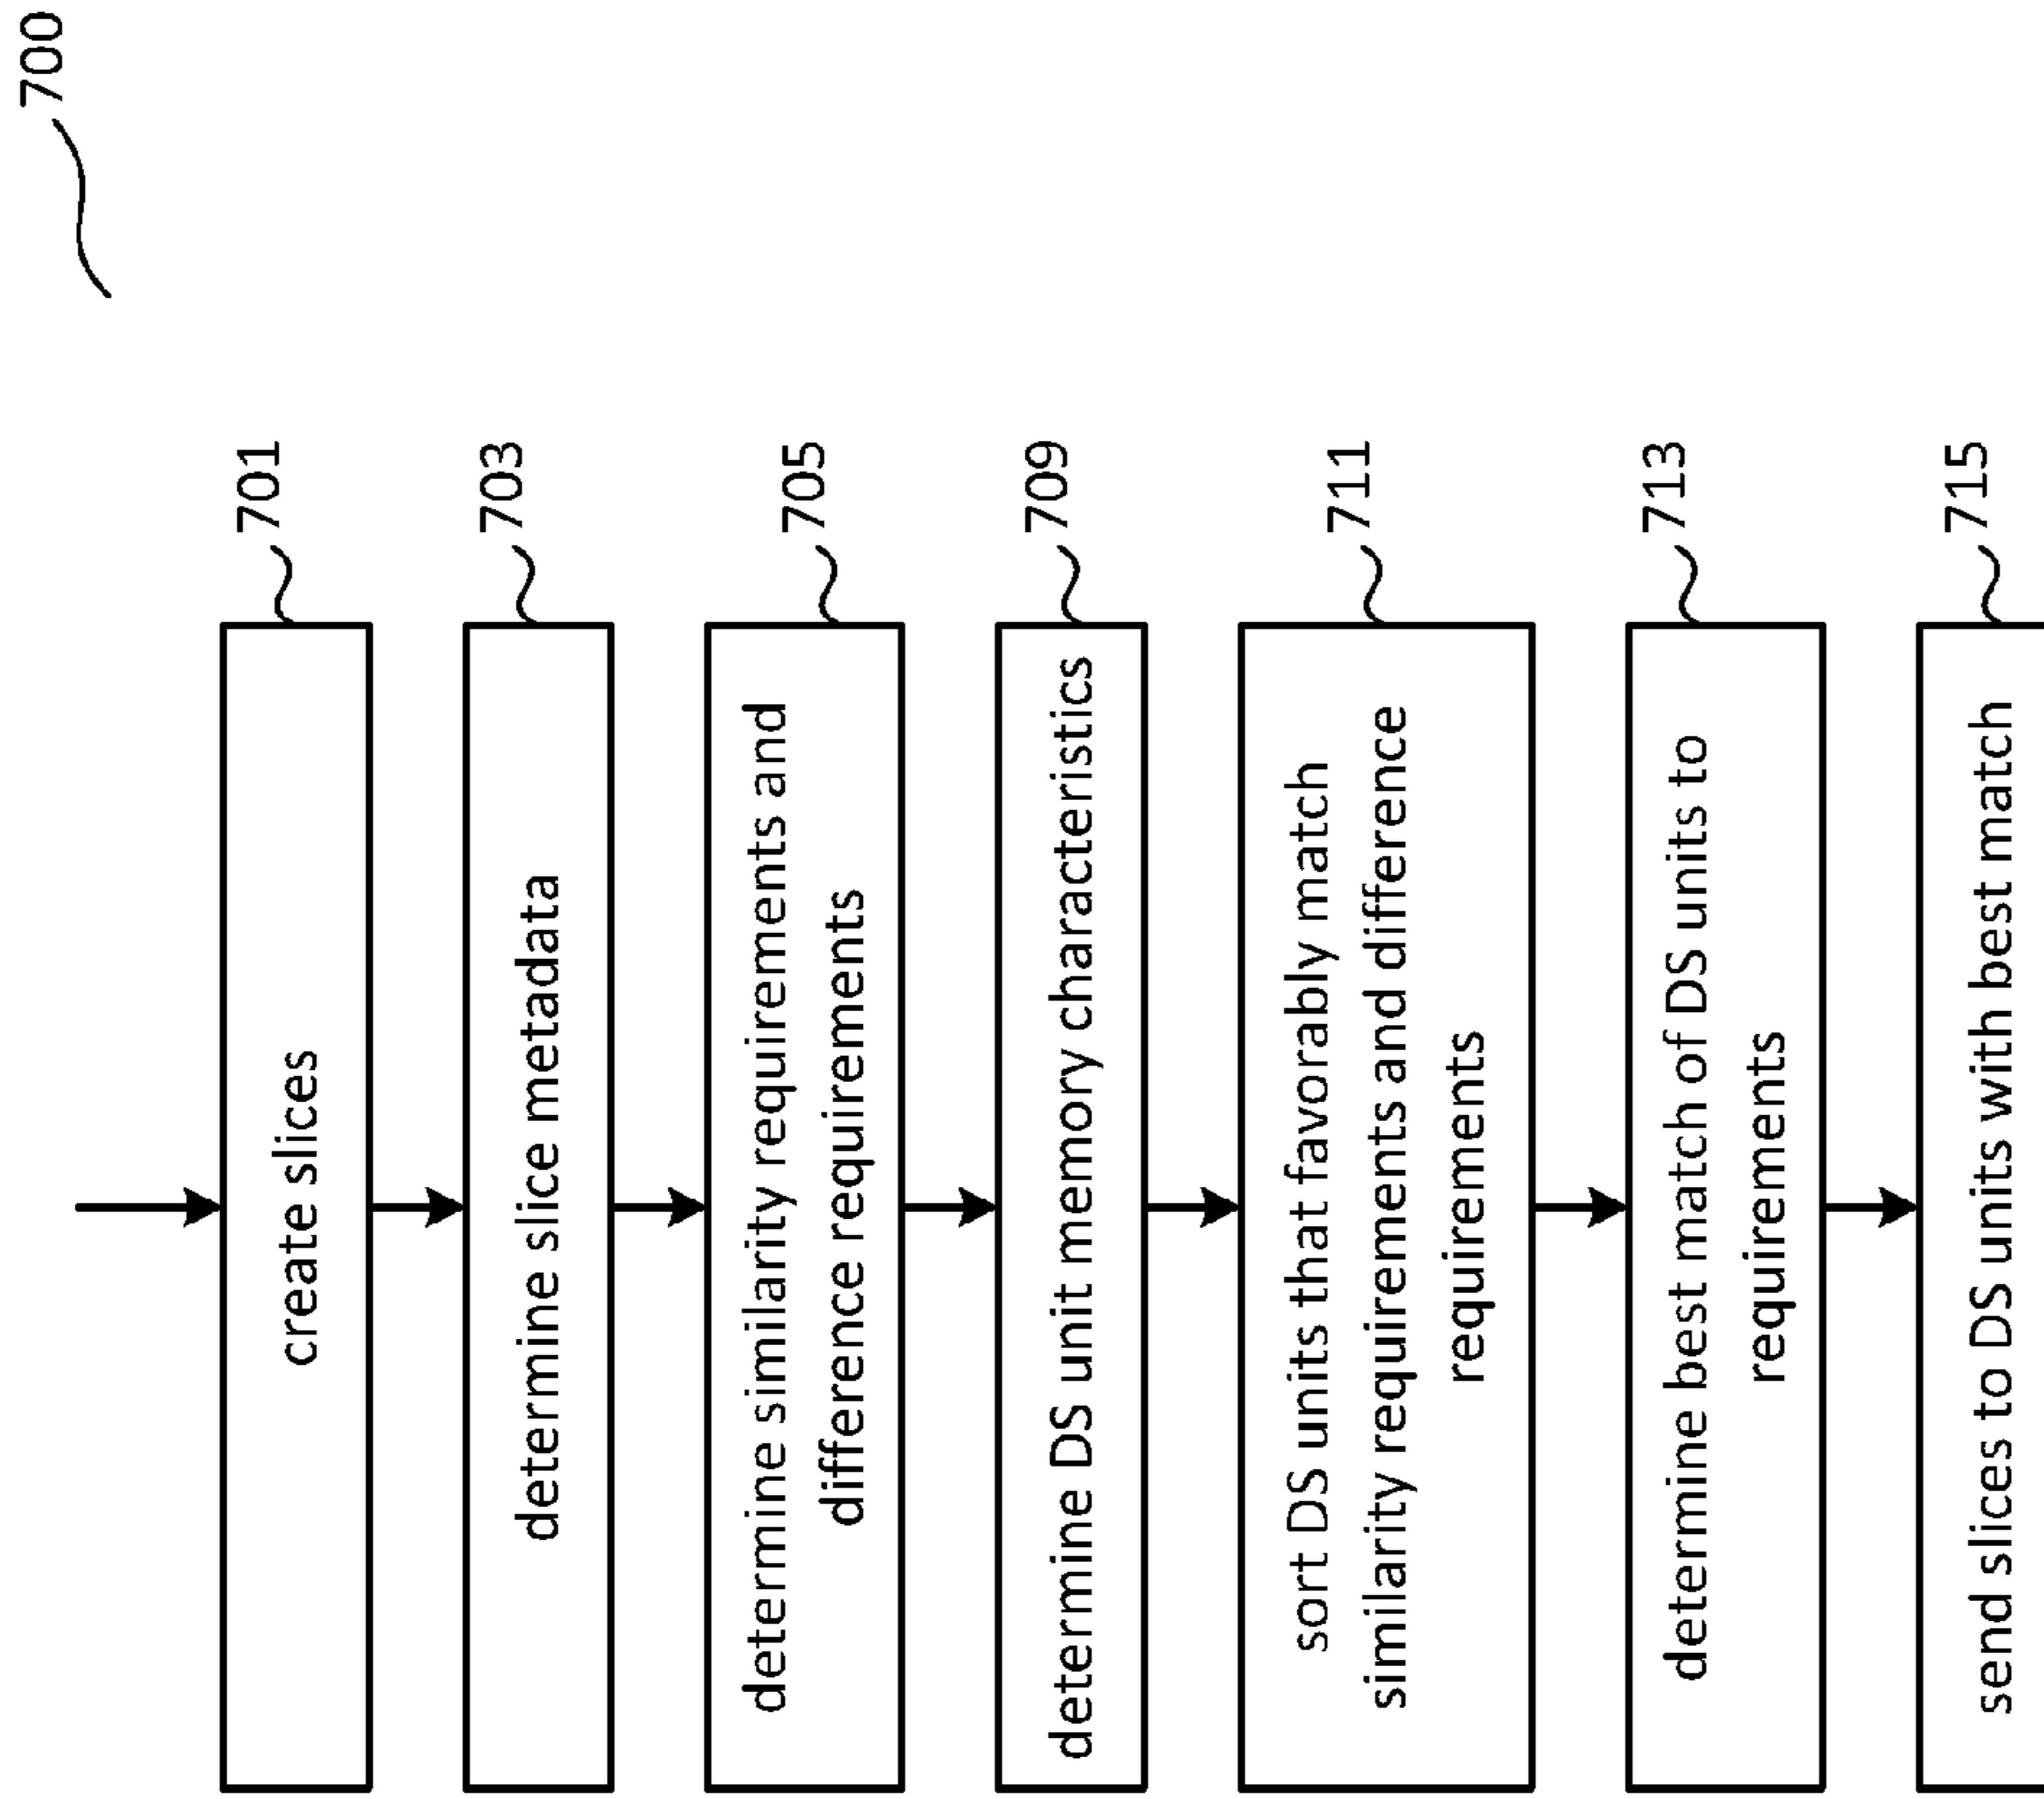 700
create slices
701
determine slice metadata
703
determine similarity requirements and
difference requirements
705
determine DS unit memory characteristics
709
sort DS units that favorably match
similarity requirements and difference
requirements
711
determine best match of DS units to
requirements
713
send slices to DS units with best match
715